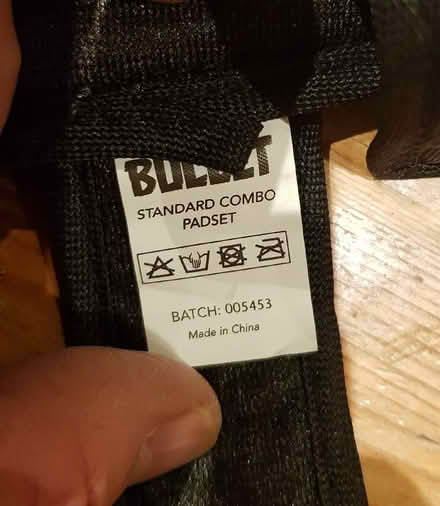 BULLET
STANDARD COMBO
PADSET
BATCH: 005453
Made in China